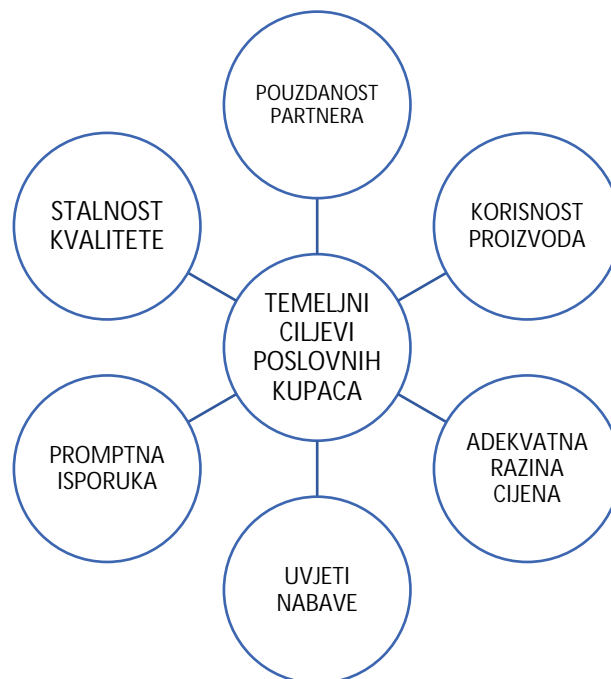 POUZDANOST
PARTNERA
STALNOST
KVALITETE
KORISNOST
PROIZVODA
TEMELJNI
CILJEVI
POSLOVNIH
KUPACA
PROMPTNA
ISPORUKA
ADEKVATNA
RAZINA
CIJENA
UVJETI
NABAVE